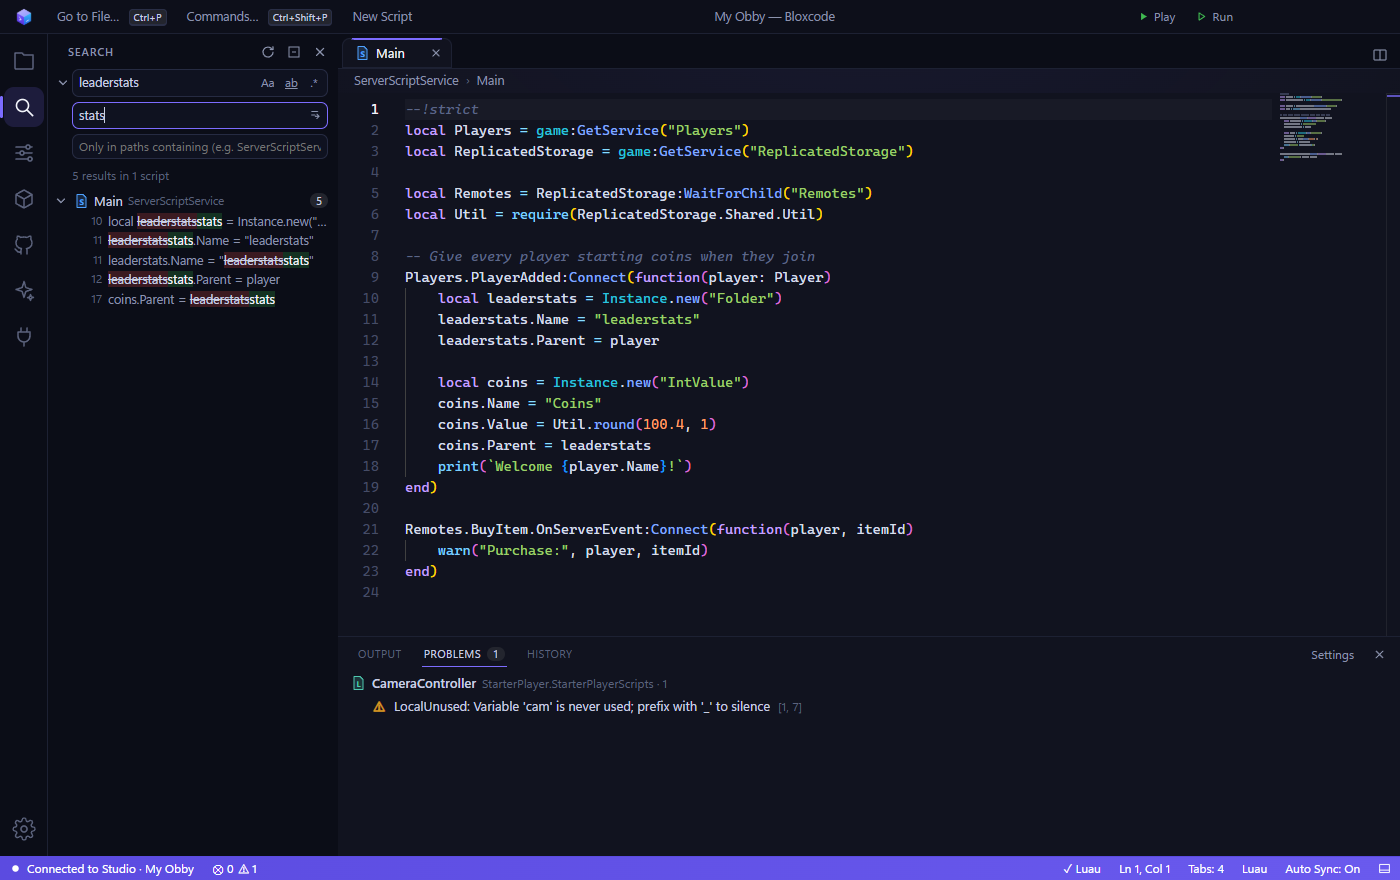 Go to File... Ctrl+P Commands... Ctrl+Shift+P New Script My Obby — Bloxcode Play Run
SEARCH
leaderstats Aa ab .*
stats
Only in paths containing (e.g. ServerScriptServ
5 results in 1 script
Main ServerScriptService 5
10 local leaderstatsstats = Instance.new("...
11 leaderstatsstats.Name = "leaderstats"
11 leaderstats.Name = "leaderstatsstats"
12 leaderstatsstats.Parent = player
17 coins.Parent = leaderstatsstats
Main
ServerScriptService › Main
1 --!strict
2 local Players = game:GetService("Players")
3 local ReplicatedStorage = game:GetService("ReplicatedStorage")
4
5 local Remotes = ReplicatedStorage:WaitForChild("Remotes")
6 local Util = require(ReplicatedStorage.Shared.Util)
7
8 -- Give every player starting coins when they join
9 Players.PlayerAdded:Connect(function(player: Player)
10 local leaderstats = Instance.new("Folder")
11 leaderstats.Name = "leaderstats"
12 leaderstats.Parent = player
13
14 local coins = Instance.new("IntValue")
15 coins.Name = "Coins"
16 coins.Value = Util.round(100.4, 1)
17 coins.Parent = leaderstats
18 print(`Welcome {player.Name}!`)
19 end)
20
21 Remotes.BuyItem.OnServerEvent:Connect(function(player, itemId)
22 warn("Purchase:", player, itemId)
23 end)
24
OUTPUT PROBLEMS 1 HISTORY Settings
CameraController StarterPlayer.StarterPlayerScripts · 1
LocalUnused: Variable 'cam' is never used; prefix with '_' to silence [1, 7]
Connected to Studio · My Obby 0 1 ✓ Luau Ln 1, Col 1 Tabs: 4 Luau Auto Sync: On